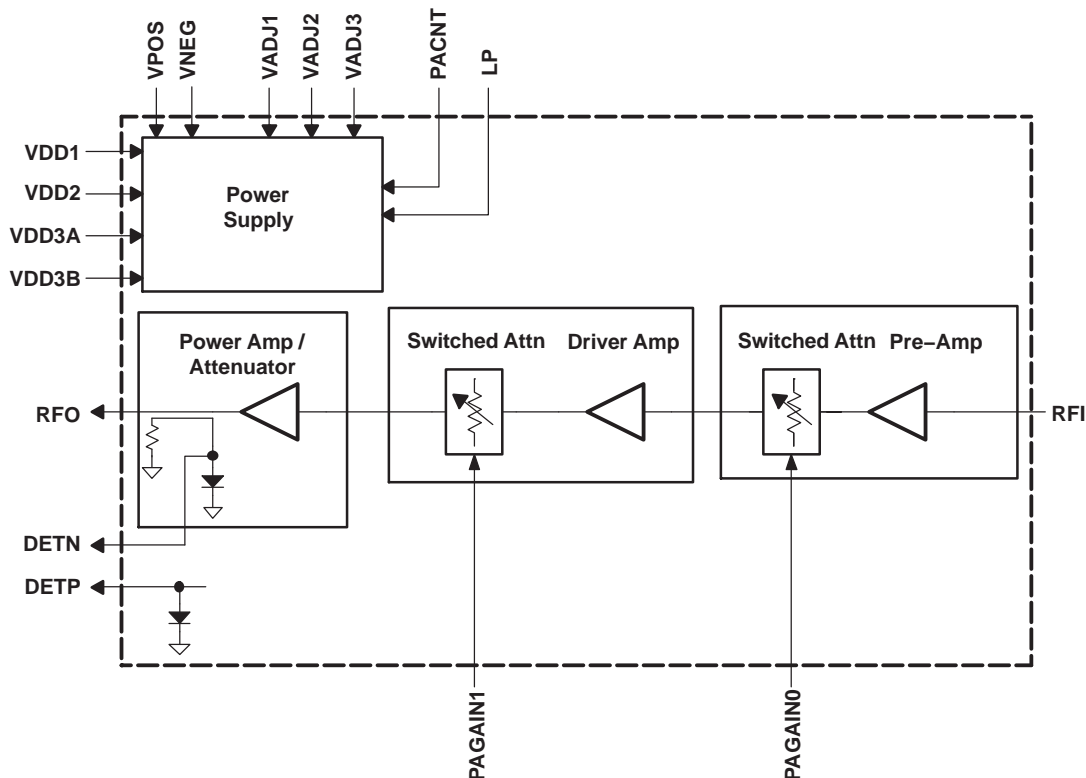 VPOS
VNEG
VADJ1
VADJ2
VADJ3
PACNT
LP
VDD1
VDD2
VDD3A
VDD3B
Power
Supply
Power Amp /
Attenuator
Switched Attn
Driver Amp
Switched Attn
Pre−Amp
RFO
RFI
DETN
DETP
PAGAIN1
PAGAIN0